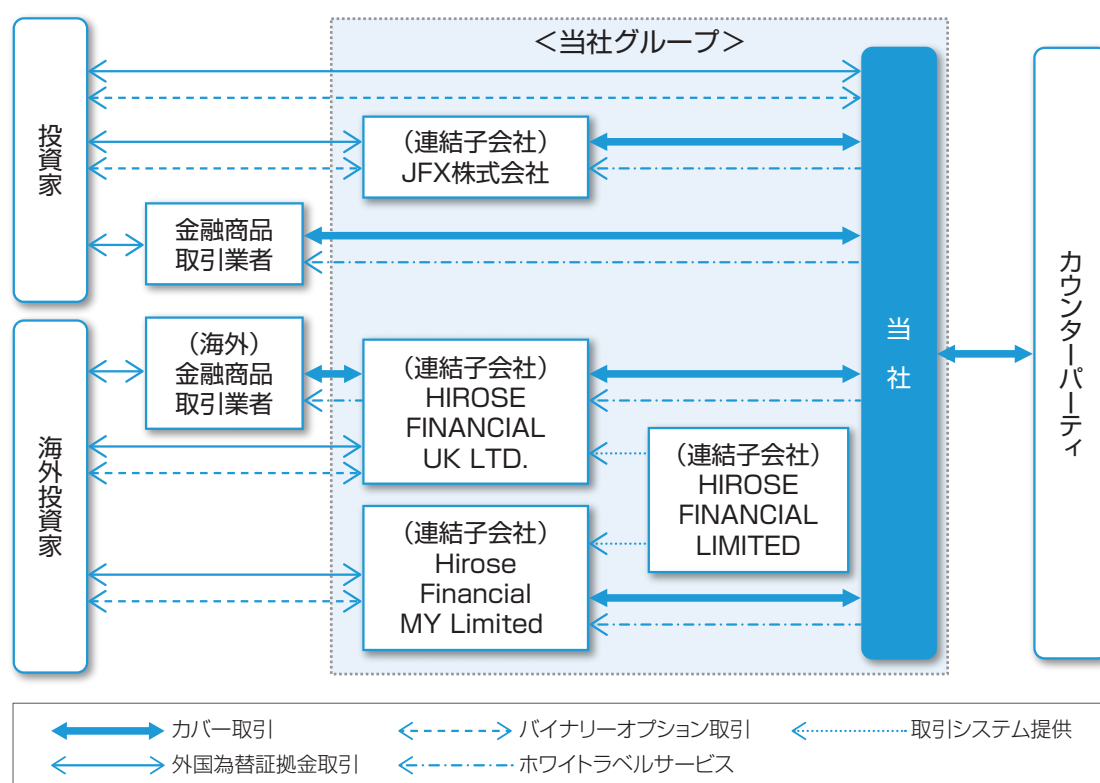 ＜当社グループ＞
投資家
（連結子会社）
JFX株式会社
金融商品
取引業者
海外投資家
（海外）
金融商品
取引業者
（連結子会社）
HIROSE
FINANCIAL
UK LTD.
（連結子会社）
HIROSE
FINANCIAL
LIMITED
（連結子会社）
Hirose
Financial
MY Limited
当社
カウンターパーティ
カバー取引
バイナリーオプション取引
取引システム提供
外国為替証拠金取引
ホワイトラベルサービス